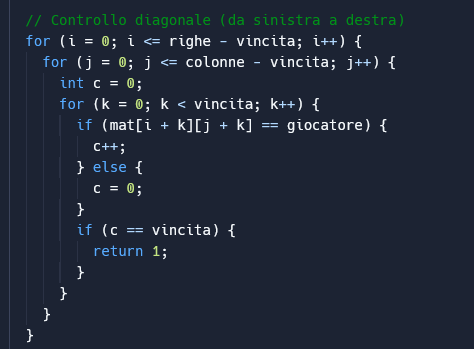 // Controllo diagonale (da sinistra a destra)
for (i = 0; i <= righe - vincita; i++) {
  for (j = 0; j <= colonne - vincita; j++) {
    int c = 0;
    for (k = 0; k < vincita; k++) {
      if (mat[i + k][j + k] == giocatore) {
        c++;
      } else {
        c = 0;
      }
      if (c == vincita) {
        return 1;
      }
    }
  }
}